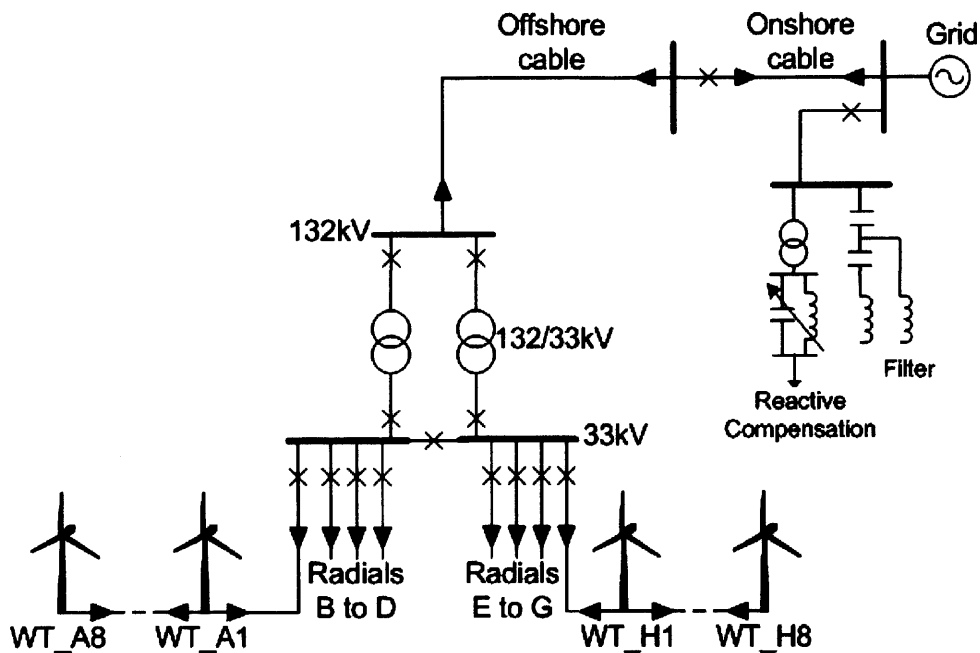 Offshore
cable
Onshore
cable
Grid
132kV
132/33kV
Filter
Reactive
Compensation
33kV
Radials
B to D
Radials
E to G
WT_A8
WT_A1
WT_H1
WT_H8